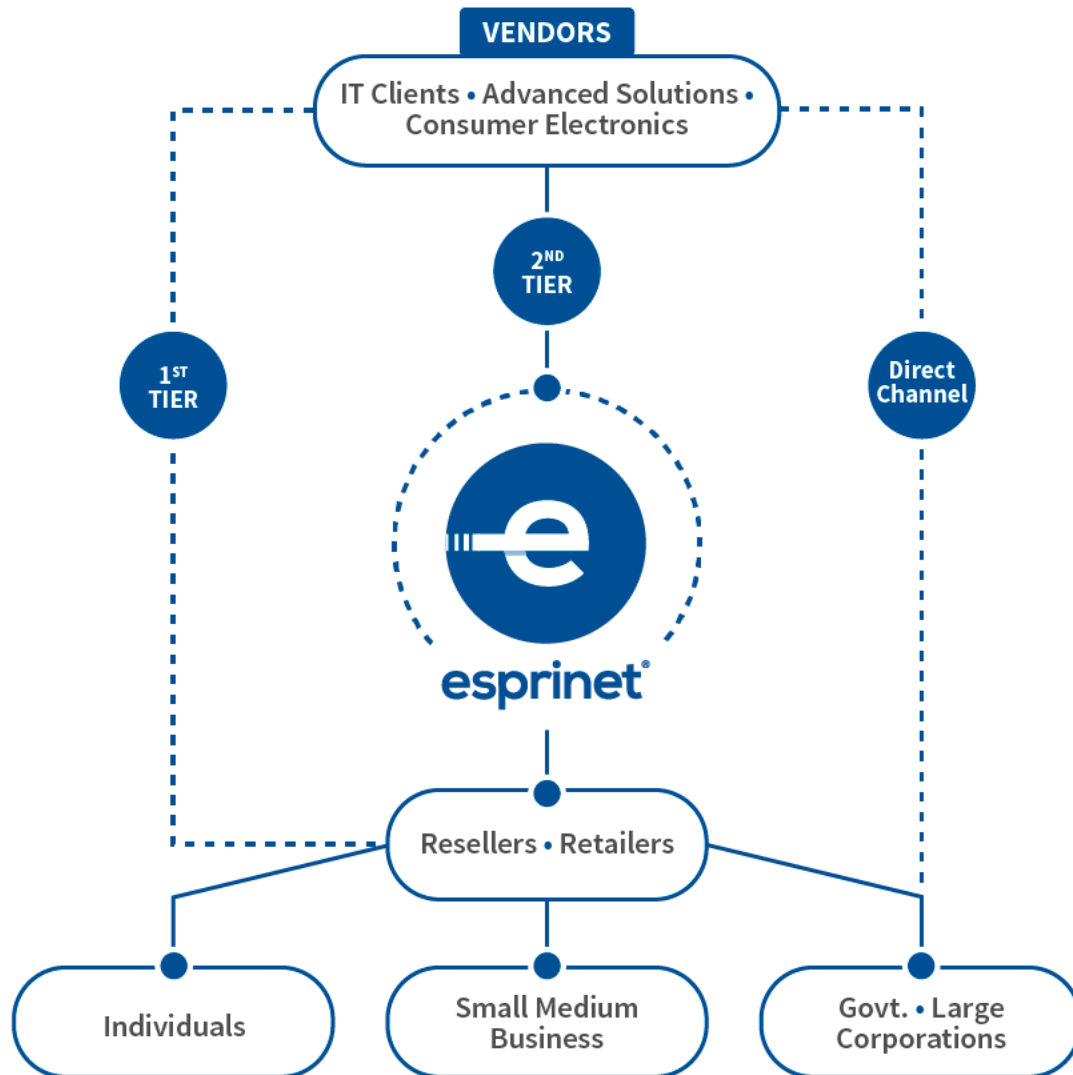 VENDORS
IT Clients • Advanced Solutions •
Consumer Electronics
2ND
TIER
1ST
TIER
Direct
Channel
e
esprinet®
Resellers • Retailers
Individuals
Small Medium
Business
Govt. • Large
Corporations